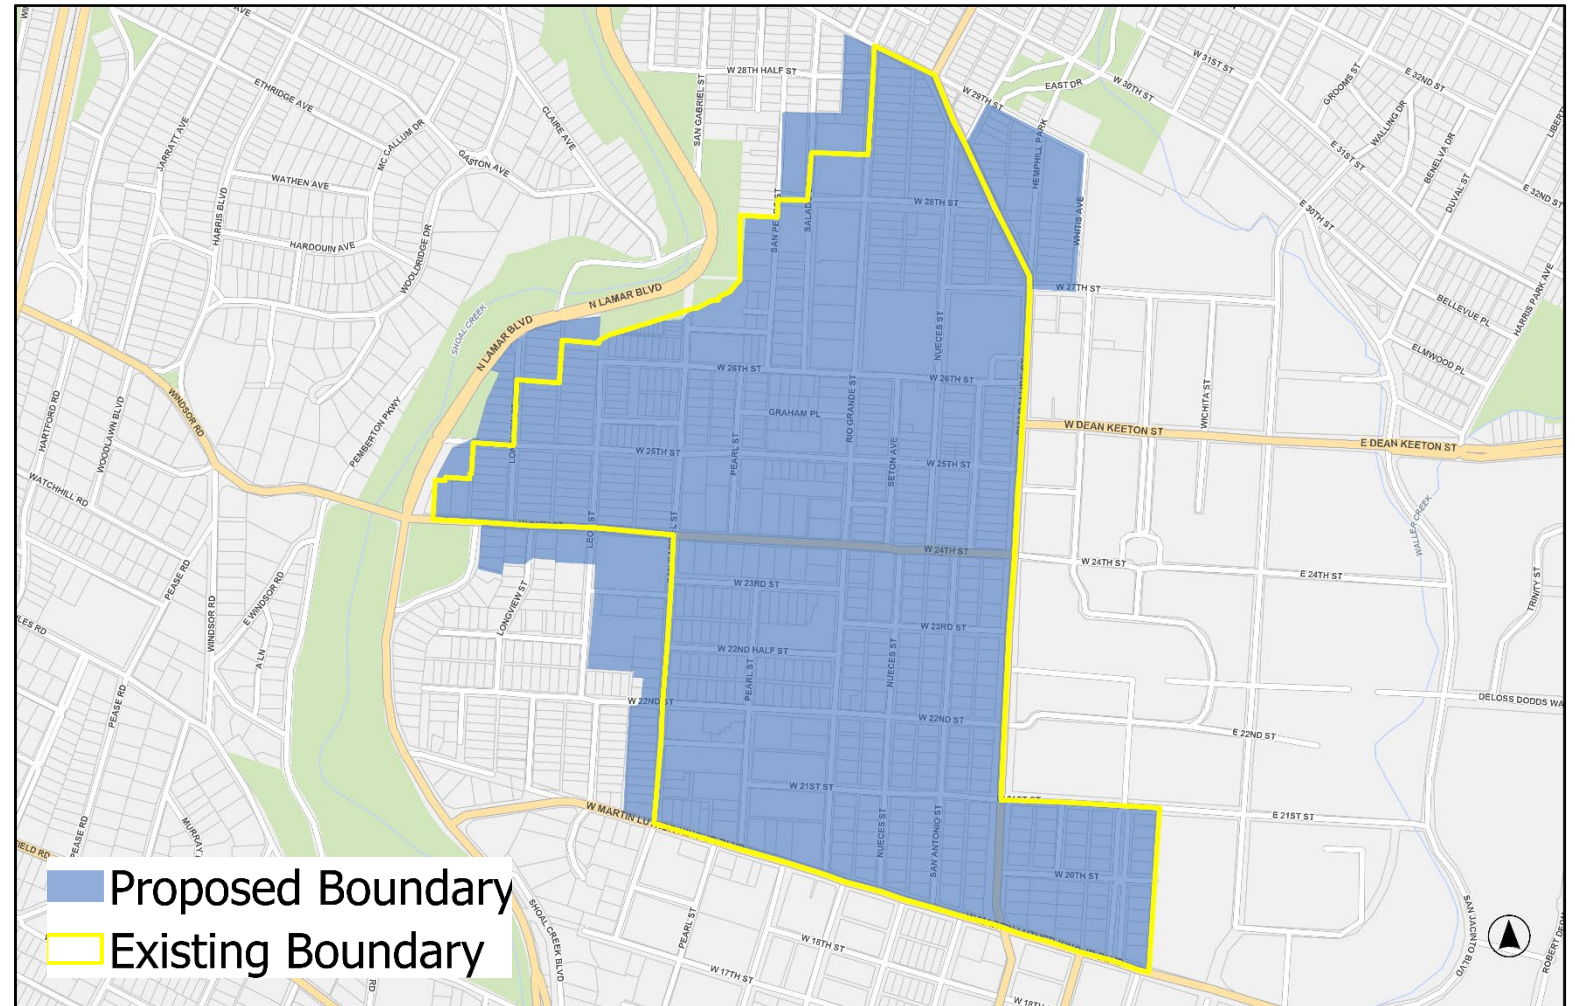 W 28TH HALF ST
SAN GABRIEL ST
ETHRIDGE AVE
JARRATT AVE
MC CALLUM DR
CLAIRE AVE
GASTON AVE
WATHEN AVE
HARRIS BLVD
HARDOUIN AVE
WOOLDRIDGE DR
N LAMAR BLVD
N LAMAR BLVD
SHOAL CREEK
WINDSOR RD
HARTFORD RD
WOODLAWN BLVD
PEMBERTON PKWY
WATCHHILL RD
PEASE RD
WINDSOR RD
E WINDSOR RD
PEASE RD
PEASE RD
W 29TH ST
EAST DR
W 30TH ST
W 31ST ST
GROOMS ST
E 32ND ST
WALLING DR
E 31ST ST
BENELVA DR
DUVAL ST
E 32ND ST
E 30TH ST
HEMPHILL PARK
WHITIS AVE
W 28TH ST
W 27TH ST
BELLEVUE PL
HARRIS PARK AVE
ELMWOOD PL
NUECES ST
W 26TH ST
W 26TH ST
GRAHAM PL
RIO GRANDE ST
WICHITA ST
W DEAN KEETON ST
E DEAN KEETON ST
W 25TH ST
PEARL ST
SETON AVE
W 25TH ST
WALLER CREEK
W 24TH ST
W 24TH ST
E 24TH ST
TRINITY ST
W 23RD ST
LONGVIEW ST
W 23RD ST
W 22ND HALF ST
PEARL ST
NUECES ST
W 22ND ST
W 22ND ST
DELOSS DODDS WA
E 22ND ST
W 21ST ST
E 21ST ST
NUECES ST
SAN ANTONIO ST
W 20TH ST
PEARL ST
W 18TH ST
W 17TH ST
SHOAL CREEK BLVD
SAN JACINTO BLVD
Proposed Boundary
Existing Boundary